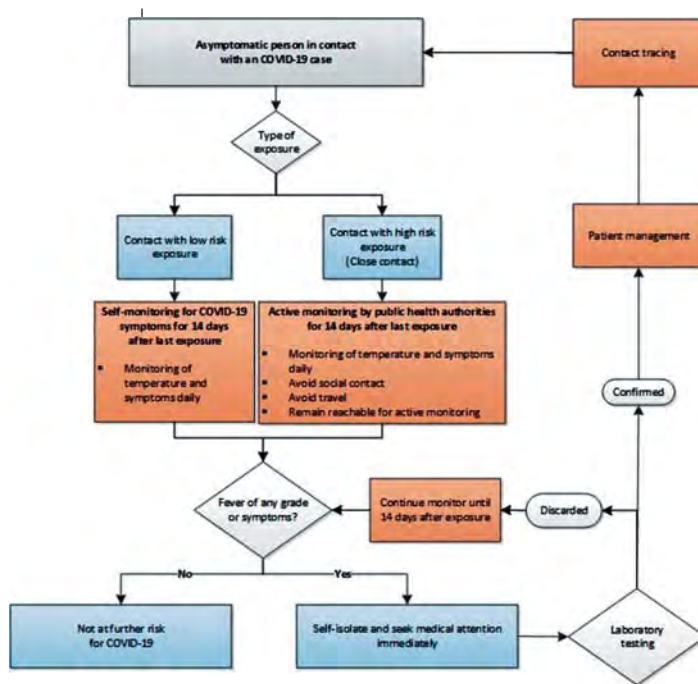 Asymptomatic person in contact
with an COVID-19 case
Contact tracing
Type of
exposure
Contact with low risk
exposure
Contact with high risk
exposure
(Close contact)
Patient management
Self-monitoring for COVID-19
symptoms for 14 days
after last exposure
▪ Monitoring of
temperature and
symptoms daily
Active monitoring by public health authorities
for 14 days after last exposure
▪ Monitoring of temperature and symptoms
daily
▪ Avoid social contact
▪ Avoid travel
▪ Remain reachable for active monitoring
Confirmed
Fever of any grade
or symptoms?
Continue monitor until
14 days after exposure
Discarded
No
Yes
Not at further risk
for COVID-19
Self-isolate and seek medical attention
immediately
Laboratory
testing